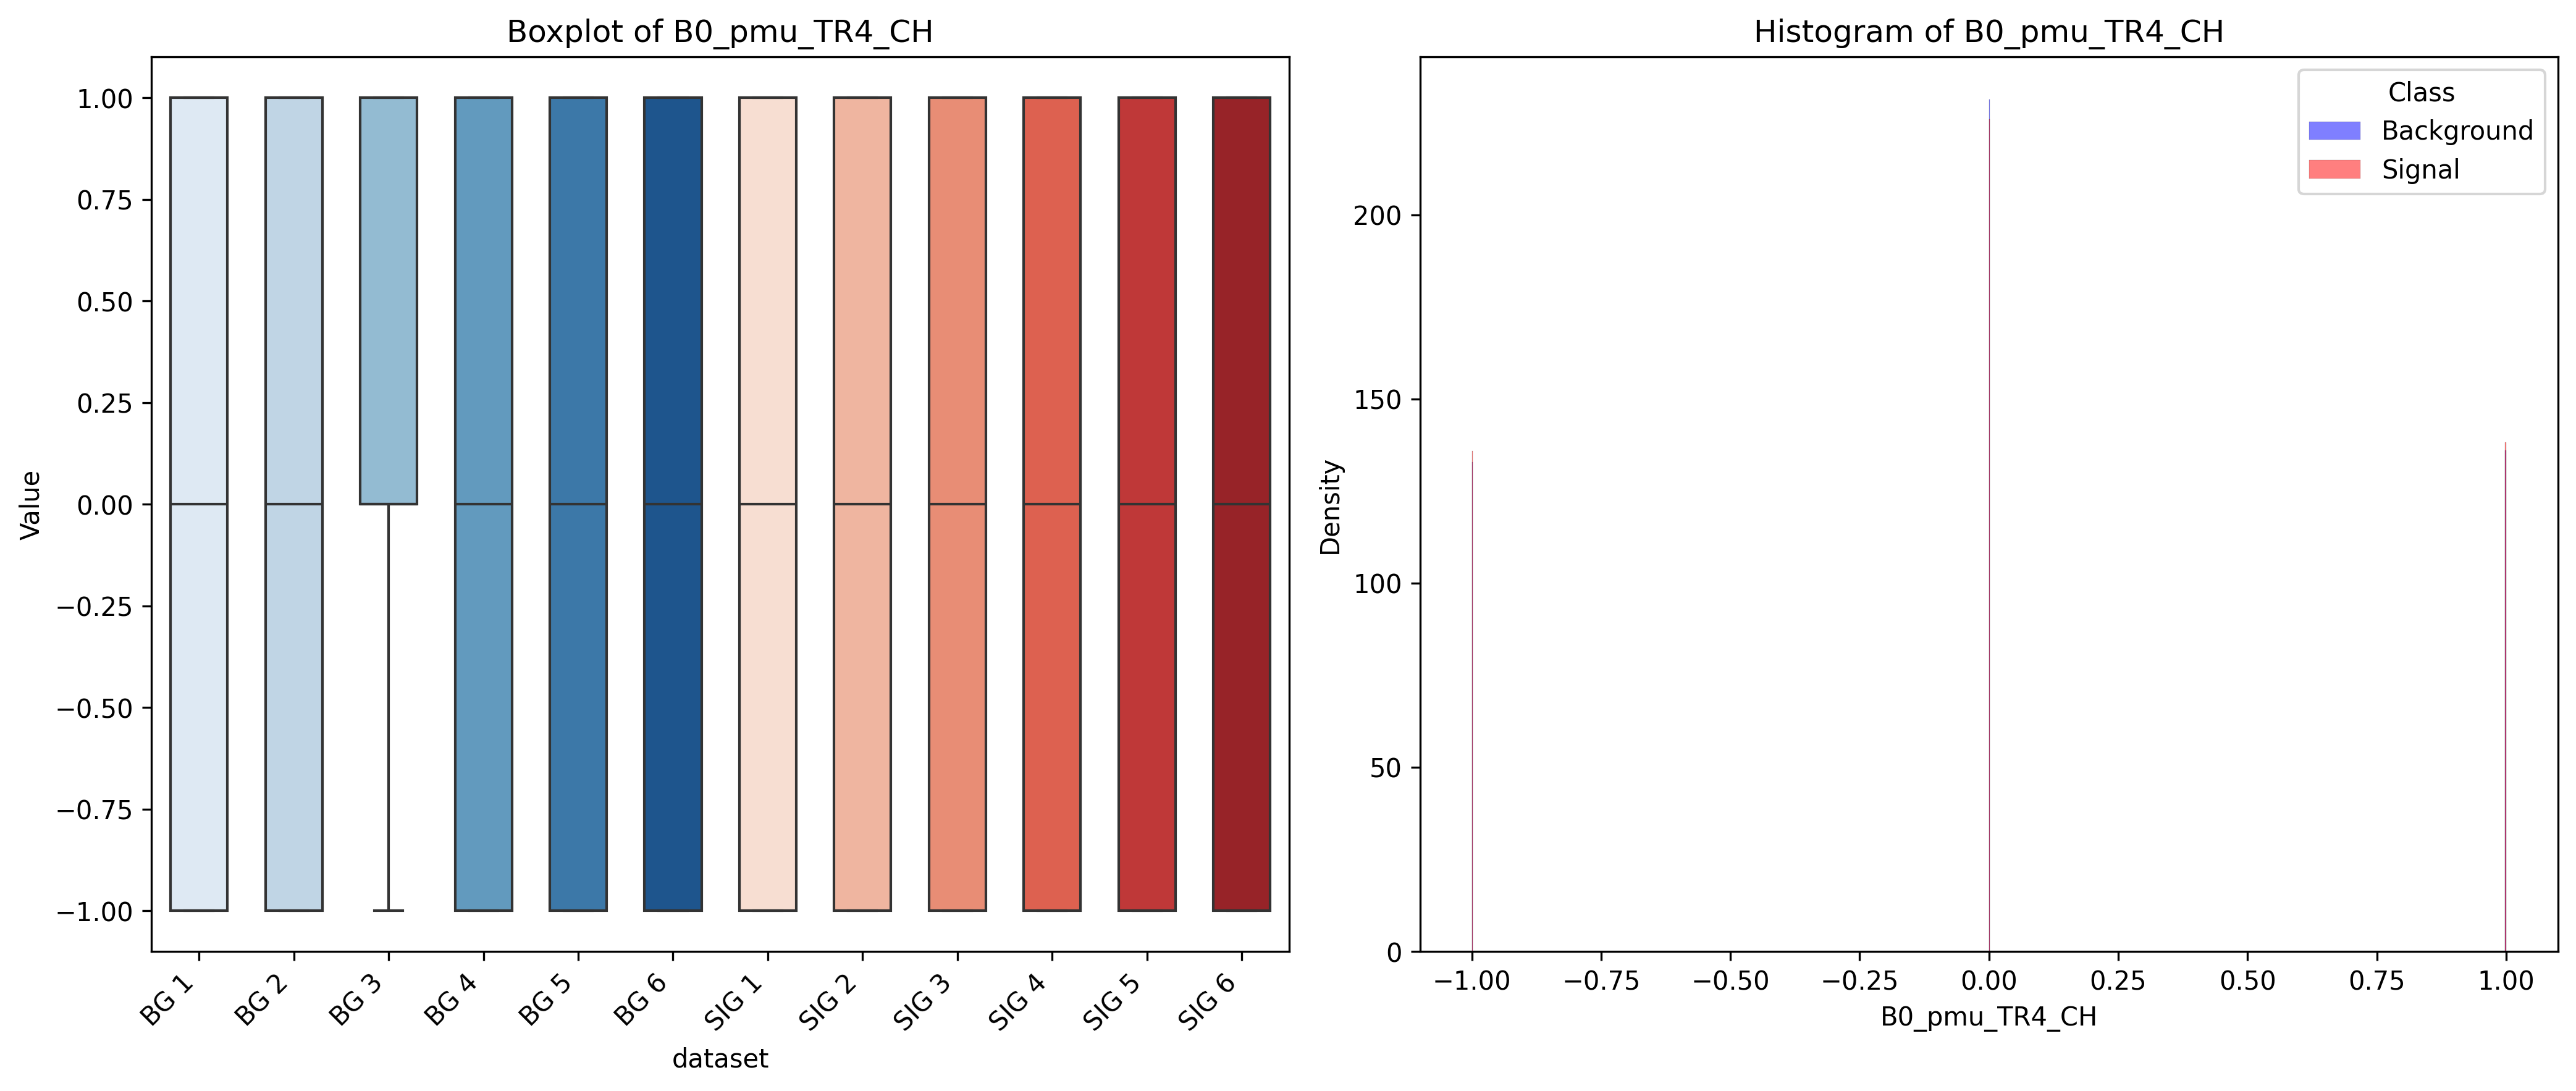 Boxplot of B0_pmu_TR4_CH
Value
1.00
0.75
0.50
0.25
0.00
−0.25
−0.50
−0.75
−1.00
BG 1
BG 2
BG 3
BG 4
BG 5
BG 6
SIG 1
SIG 2
SIG 3
SIG 4
SIG 5
SIG 6
dataset
Histogram of B0_pmu_TR4_CH
Class
Background
Signal
Density
200
150
100
50
0
−1.00
−0.75
−0.50
−0.25
0.00
0.25
0.50
0.75
1.00
B0_pmu_TR4_CH